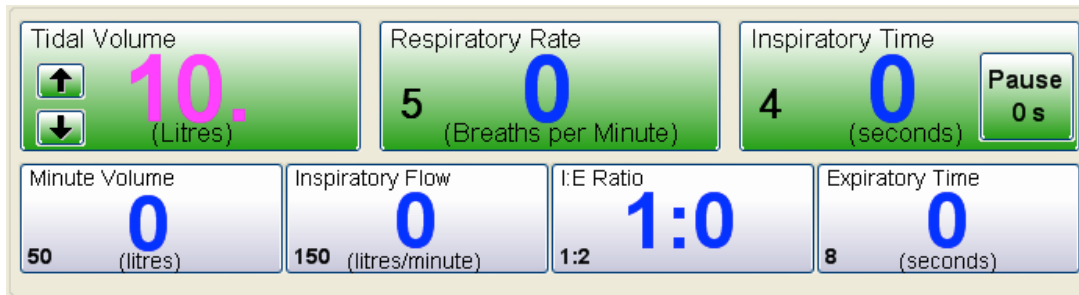 Tidal Volume
10.
(Litres)
Respiratory Rate
5 0
(Breaths per Minute)
Inspiratory Time
4 0
(seconds)
Pause
0 s
Minute Volume
0
50 (litres)
Inspiratory Flow
0
150 (litres/minute)
I:E Ratio
1:0
1:2
Expiratory Time
0
8 (seconds)